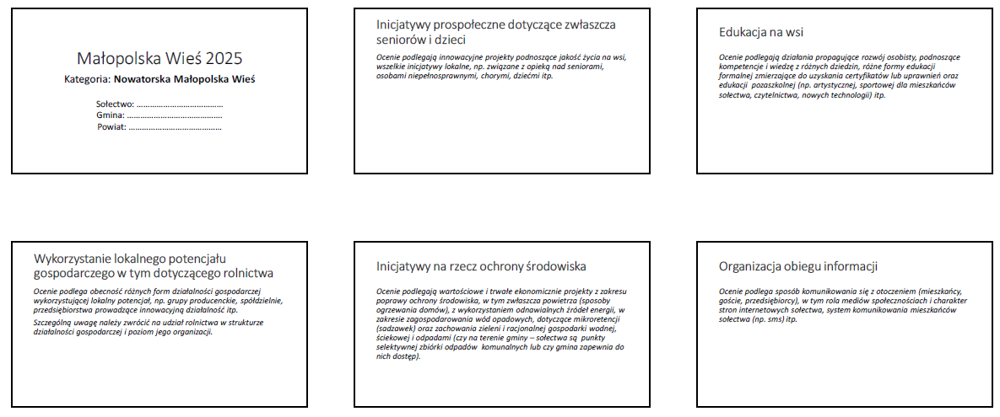 Małopolska Wieś 2025
Kategoria: Nowatorska Małopolska Wieś
Sołectwo: …………………………………
Gmina: …………………………………….
Powiat: ……………………………………
Inicjatywy prospołeczne dotyczące zwłaszcza
seniorów i dzieci
Ocenie podlegają innowacyjne projekty podnoszące jakość życia na wsi,
wszelkie inicjatywy lokalne, np. związane z opieką nad seniorami,
osobami niepełnosprawnymi, chorymi, dziećmi itp.
Edukacja na wsi
Ocenie podlegają działania propagujące rozwój osobisty, podnoszące
kompetencje i wiedzę z różnych dziedzin, różne formy edukacji
formalnej zmierzające do uzyskania certyfikatów lub uprawnień oraz
edukacji pozaszkolnej (np. artystycznej, sportowej dla mieszkańców
sołectwa, czytelnictwa, nowych technologii) itp.
Wykorzystanie lokalnego potencjału
gospodarczego w tym dotyczącego rolnictwa
Ocenie podlega obecność różnych form działalności gospodarczej
wykorzystującej lokalny potencjał, np. grupy producenckie, spółdzielnie,
przedsiębiorstwa prowadzące innowacyjną działalność itp.
Szczególną uwagę należy zwrócić na udział rolnictwa w strukturze
działalności gospodarczej i poziom jego organizacji.
Inicjatywy na rzecz ochrony środowiska
Ocenie podlegają wartościowe i trwałe ekonomicznie projekty z zakresu
poprawy ochrony środowiska, w tym zwłaszcza powietrza (sposoby
ogrzewania domów), z wykorzystaniem odnawialnych źródeł energii, w
zakresie zagospodarowania wód opadowych, dotyczące mikroretencji
(sadzawek) oraz zachowania zieleni i racjonalnej gospodarki wodnej,
ściekowej i odpadami (czy na terenie gminy – sołectwa są punkty
selektywnej zbiórki odpadów komunalnych lub czy gmina zapewnia do
nich dostęp).
Organizacja obiegu informacji
Ocenie podlega sposób komunikowania się z otoczeniem (mieszkańcy,
goście, przedsiębiorcy), w tym rola mediów społecznościach i charakter
stron internetowych sołectwa, system komunikowania mieszkańców
sołectwa (np. sms) itp.